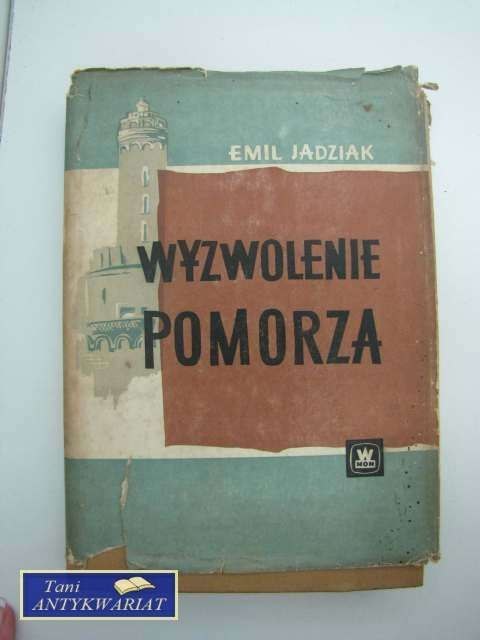 EMIL JADZIAK
WYZWOLENIE
POMORZA
W
MON
Tani
ANTYKWARIAT